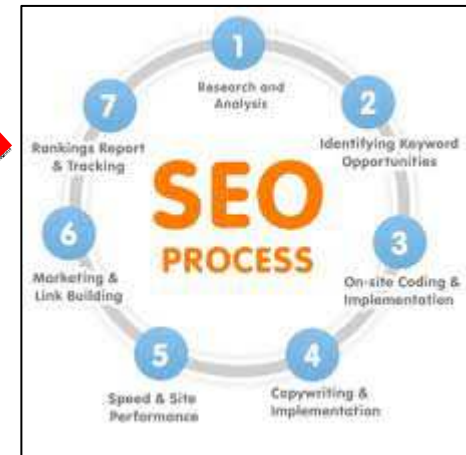 1
Research and
Analysis
2
Identifying Keyword
Opportunities
3
On-site Coding &
Implementation
4
Copywriting &
Implementation
5
Speed & Site
Performance
6
Marketing &
Link Building
7
Rankings Report
& Tracking
SEO
PROCESS